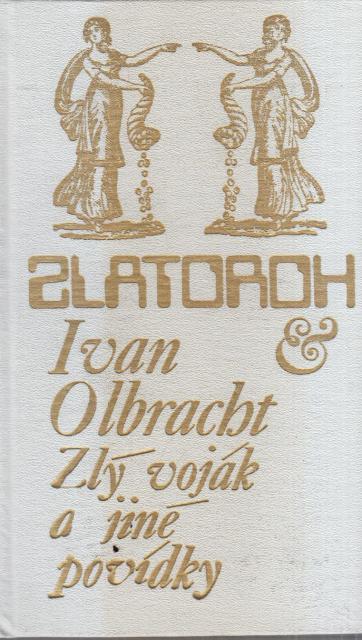 ZLATOROH
&
Ivan
Olbracht
Zlý voják
a jiné
povídky